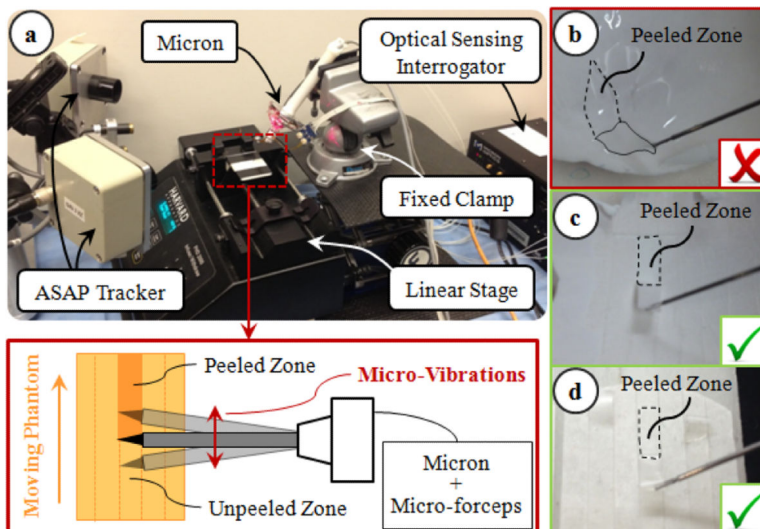 a
Micron
Optical Sensing
Interrogator
HARVARD
Fixed Clamp
ASAP Tracker
Linear Stage
Moving Phantom
Peeled Zone
Micro-Vibrations
Unpeeled Zone
Micron
+
Micro-forceps
b
Peeled Zone
c
Peeled Zone
d
Peeled Zone